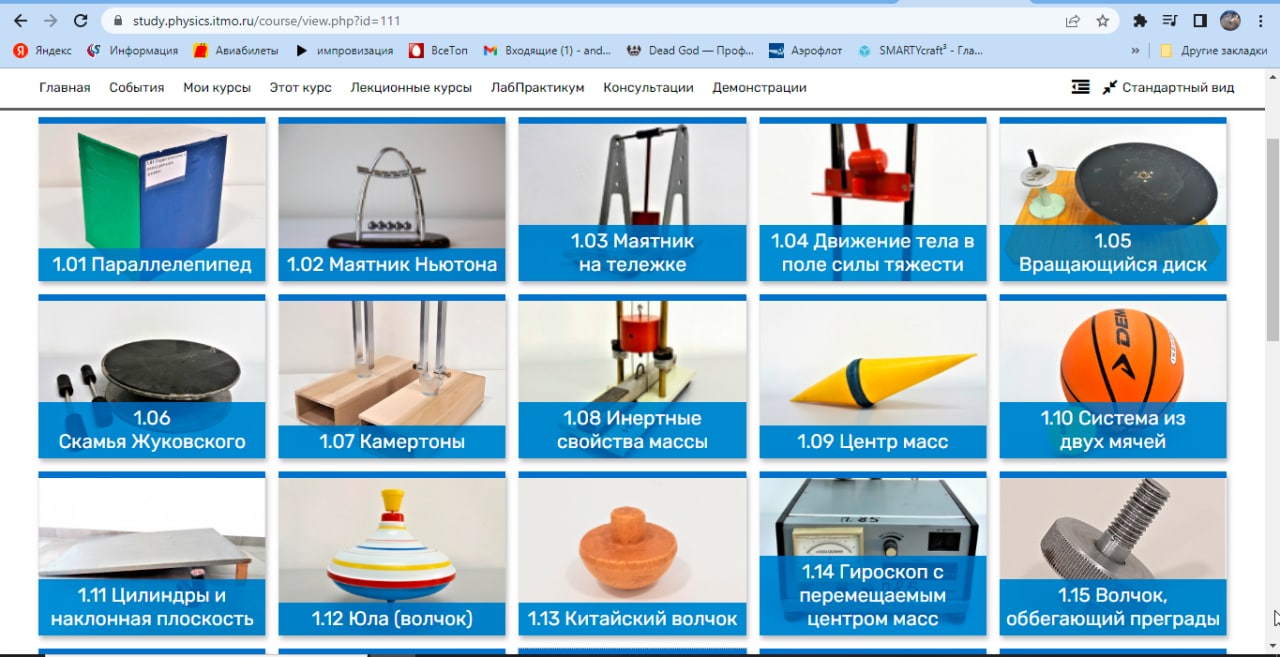 study.physics.itmo.ru/course/view.php?id=111
Яндекс
Информация
Авиабилеты
импровизация
ВсеТоп
Входящие (1) - and...
Dead God — Проф...
Аэрофлот
SMARTYcraft³ - Гла...
»
Другие закладки
Главная
События
Мои курсы
Этот курс
Лекционные курсы
ЛабПрактикум
Консультации
Демонстрации
Стандартный вид
1.01 Параллелепипед
1.02 Маятник Ньютона
1.03 Маятник
на тележке
1.04 Движение тела в
поле силы тяжести
1.05
Вращающийся диск
1.06
Скамья Жуковского
1.07 Камертоны
1.08 Инертные
свойства массы
1.09 Центр масс
DEM
1.10 Система из
двух мячей
1.11 Цилиндры и
наклонная плоскость
1.12 Юла (волчок)
1.13 Китайский волчок
П. 85
1.14 Гироскоп с
перемещаемым
центром масс
1.15 Волчок,
оббегающий преграды